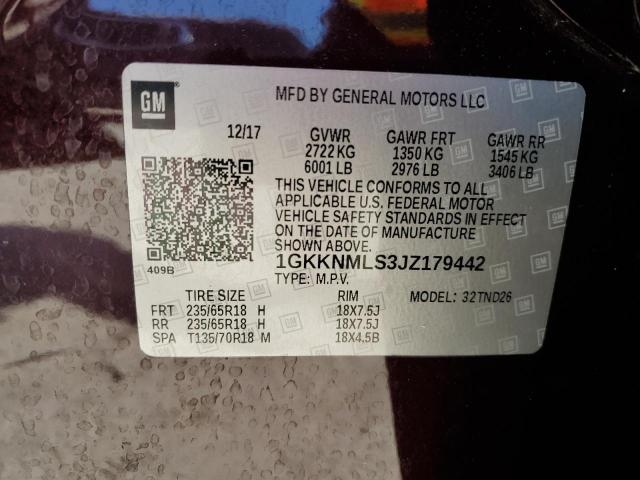 GM
MFD BY GENERAL MOTORS LLC
12/17 GVWR GAWR FRT GAWR RR
2722 KG 1350 KG 1545 KG
6001 LB 2976 LB 3406 LB
THIS VEHICLE CONFORMS TO ALL
APPLICABLE U.S. FEDERAL MOTOR
VEHICLE SAFETY STANDARDS IN EFFECT
ON THE DATE OF MANUFACTURE
SHOWN ABOVE.
409B 1GKKNMLS3JZ179442
TYPE: M.P.V.
TIRE SIZE RIM MODEL: 32TND26
FRT 235/65R18 H 18X7.5J
RR 235/65R18 H 18X7.5J
SPA T135/70R18 M 18X4.5B